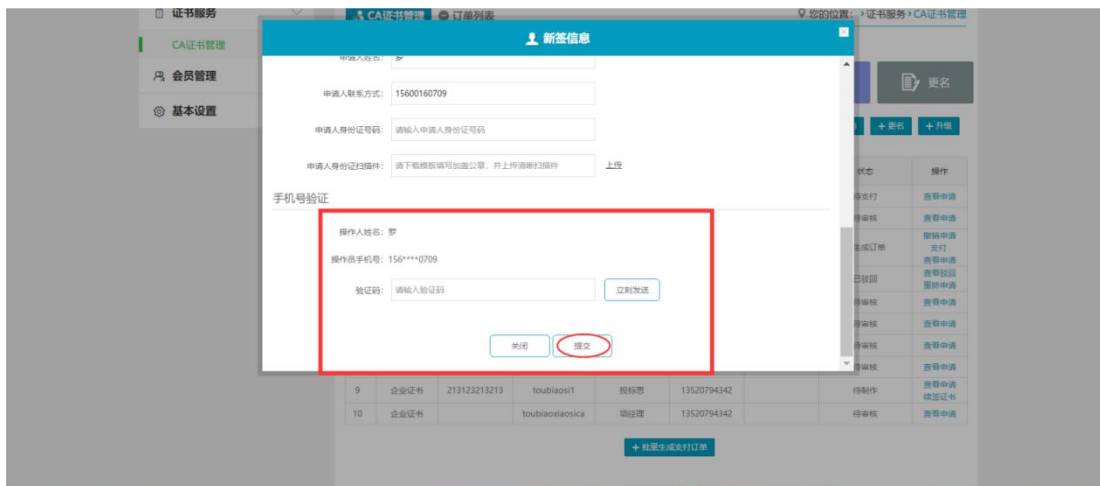 证书服务
CA证书管理 订单列表
您的位置： 证书服务 CA证书管理
新签信息
CA证书管理
会员管理
基本设置
更名
+ 更名 + 升级
申请人姓名： 罗
申请人联系方式： 15600160709
申请人身份证号码： 请输入申请人身份证号码
申请人身份证扫描件： 请下载模板填写加盖公章，并上传清晰扫描件 上传
手机号验证
操作人姓名：罗
操作员手机号：156****0709
验证码： 请输入验证码 立刻发送
关闭 提交
状态 操作
待支付 查看申请
待审核 查看申请
生成订单 撤销申请
支付
查看申请
已驳回 查看驳回
重新申请
待审核 查看申请
待审核 查看申请
待审核 查看申请
待审核 查看申请
9 企业证书 213123213213 toubiaosi1 投标思 13520794342 待制作 查看申请
续签证书
10 企业证书 toubiaoxiaosica 项经理 13520794342 待审核 查看申请
+ 批里生成支付订单